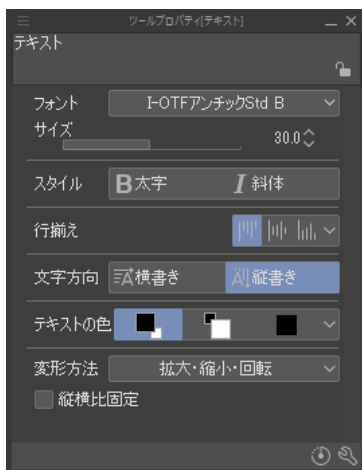 ツールプロパティ[テキスト]
テキスト
フォント I-OTFアンチックStd B
サイズ 30.0
スタイル B太字 I斜体
行揃え
文字方向 A横書き A縦書き
テキストの色
変形方法 拡大・縮小・回転
縦横比固定